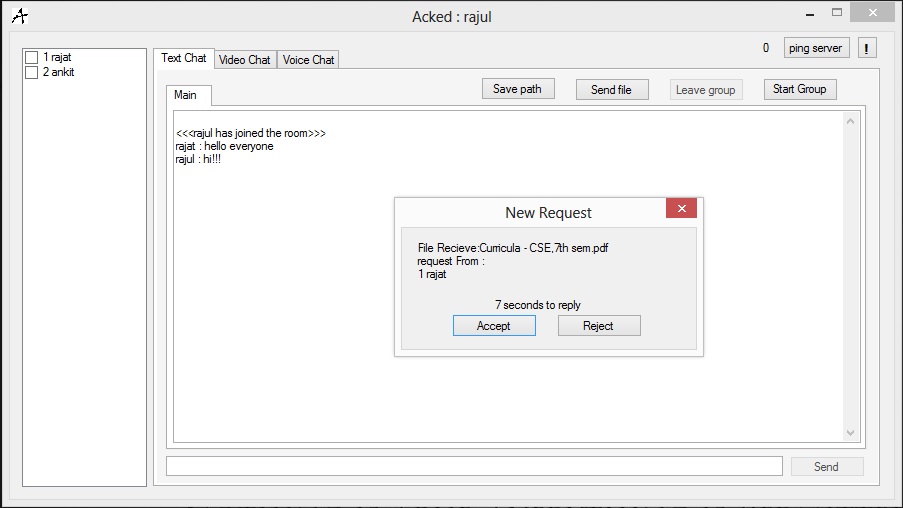 Acked : rajul
1 rajat
2 ankit
0
ping server
!
Text Chat
Video Chat
Voice Chat
Main
Save path
Send file
Leave group
Start Group
<<<rajul has joined the room>>>
rajat : hello everyone
rajul : hi!!!
New Request
File Recieve:Curricula - CSE,7th sem.pdf
request From :
1 rajat
7 seconds to reply
Accept
Reject
Send